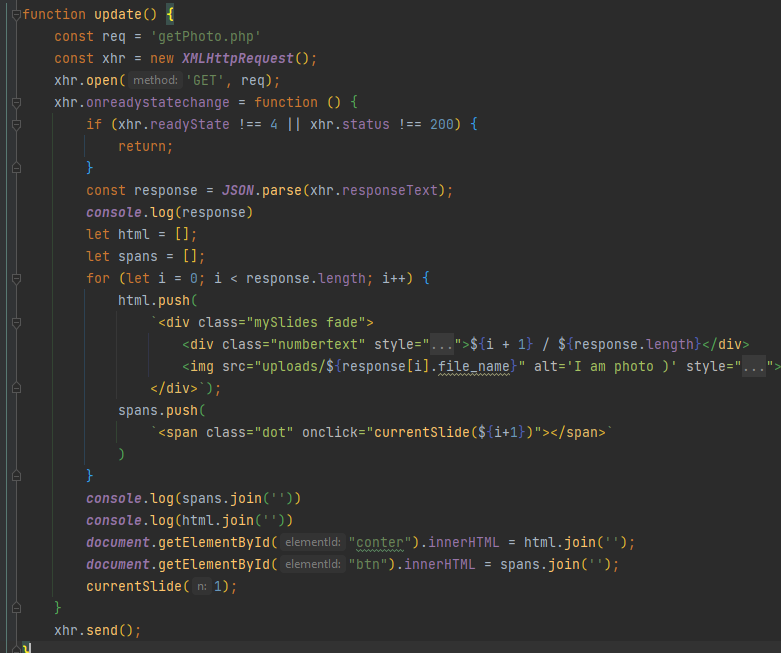 function update() {
    const req = 'getPhoto.php'
    const xhr = new XMLHttpRequest();
    xhr.open( method: 'GET', req);
    xhr.onreadystatechange = function () {
        if (xhr.readyState !== 4 || xhr.status !== 200) {
            return;
        }
        const response = JSON.parse(xhr.responseText);
        console.log(response)
        let html = [];
        let spans = [];
        for (let i = 0; i < response.length; i++) {
            html.push(
                `<div class="mySlides fade">
                    <div class="numbertext" style="...">${i + 1} / ${response.length}</div>
                    <img src="uploads/${response[i].file_name}" alt='I am photo )' style="...">
                </div>`);
            spans.push(
                `<span class="dot" onclick="currentSlide(${i+1})"></span>`
            )
        }
        console.log(spans.join(''))
        console.log(html.join(''))
        document.getElementById( elementId: "conter").innerHTML = html.join('');
        document.getElementById( elementId: "btn").innerHTML = spans.join('');
        currentSlide( n: 1);
    }
    xhr.send();
}